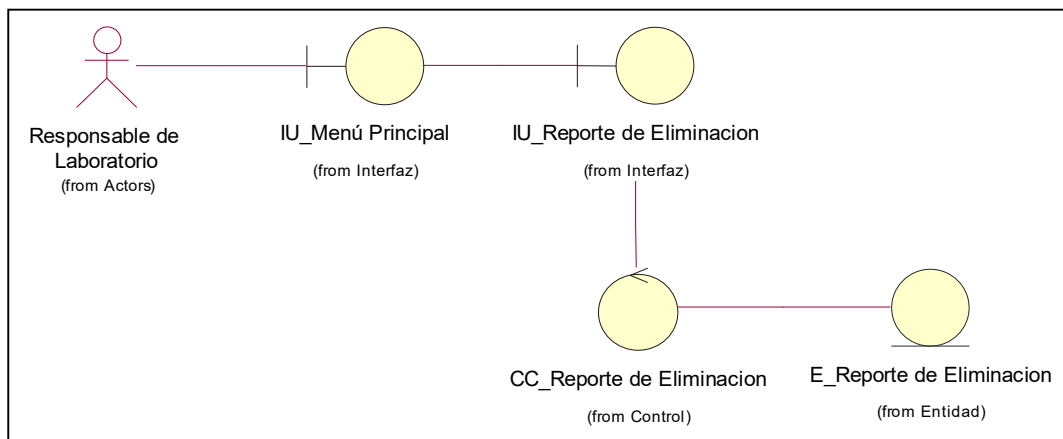 Responsable de
Laboratorio
(from Actors)
IU_Menú Principal
(from Interfaz)
IU_Reporte de Eliminacion
(from Interfaz)
CC_Reporte de Eliminacion
(from Control)
E_Reporte de Eliminacion
(from Entidad)